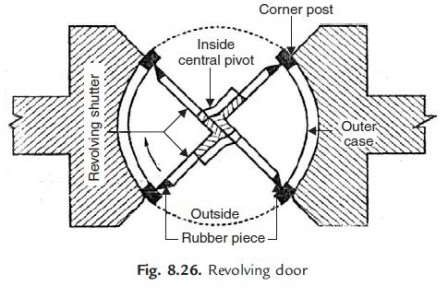 Corner post
Inside
central pivot
Revolving shutter
Outer
case
Outside
Rubber piece
Fig. 8.26. Revolving door